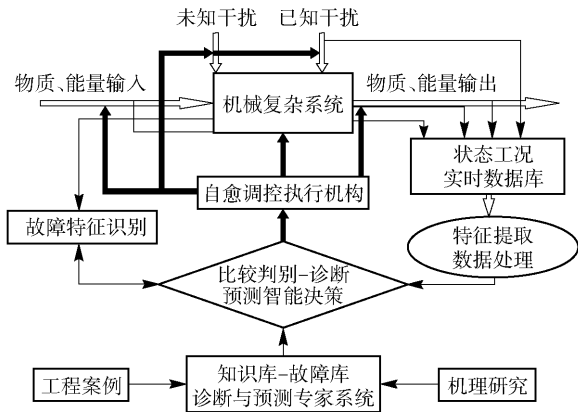 未知干扰 已知干扰
物质、能量输入
机械复杂系统
物质、能量输出
状态工况
实时数据库
自愈调控执行机构
故障特征识别
特征提取
数据处理
比较判别-诊断
预测智能决策
工程案例
知识库-故障库
诊断与预测专家系统
机理研究